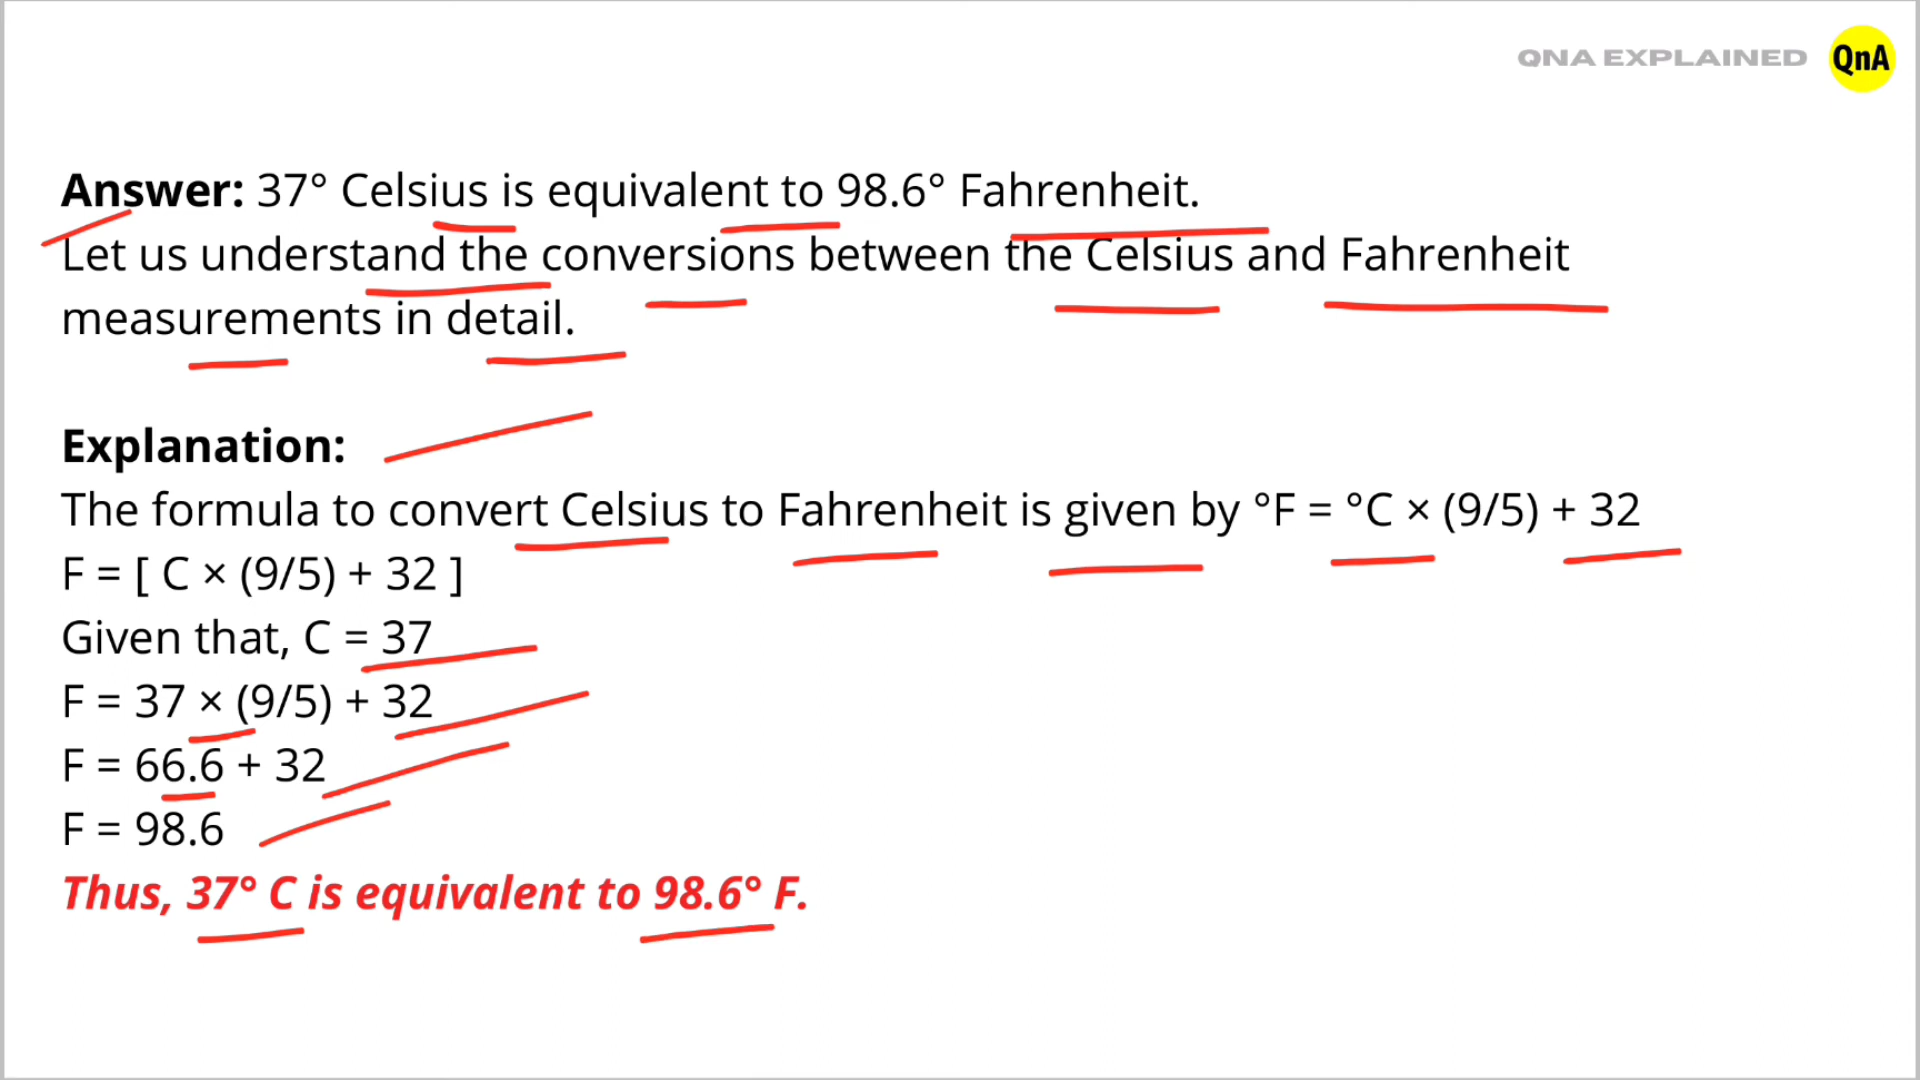 QNA EXPLAINED QnA
Answer: 37° Celsius is equivalent to 98.6° Fahrenheit.
Let us understand the conversions between the Celsius and Fahrenheit
measurements in detail.
Explanation:
The formula to convert Celsius to Fahrenheit is given by °F = °C × (9/5) + 32
F = [ C × (9/5) + 32 ]
Given that, C = 37
F = 37 × (9/5) + 32
F = 66.6 + 32
F = 98.6
Thus, 37° C is equivalent to 98.6° F.